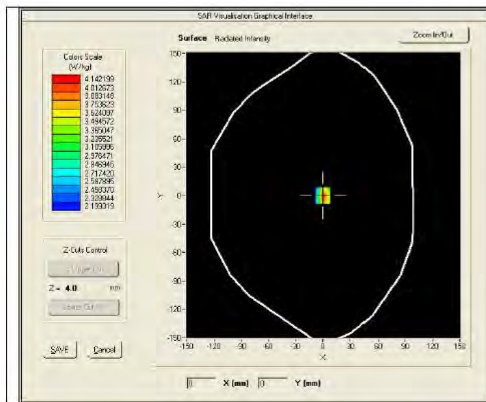 SAR Visualisation Graphical Interface
Surface Radiated Intensity
Zoom In/Out
Colors Scale
(W/kg)
4.142199
4.012673
3.883148
3.753623
3.624097
3.494572
3.365047
3.235521
3.105996
2.976471
2.846945
2.717420
2.587895
2.458370
2.328844
2.199319
150
120
90
60
30
0
-30
-60
-90
-120
-150
Y
-150 -120 -90 -60 -30 0 30 60 90 120 150
X
Z-Cuts Control
Z = 4.0 mm
SAVE
Cancel
0 X (mm) 0 Y (mm)